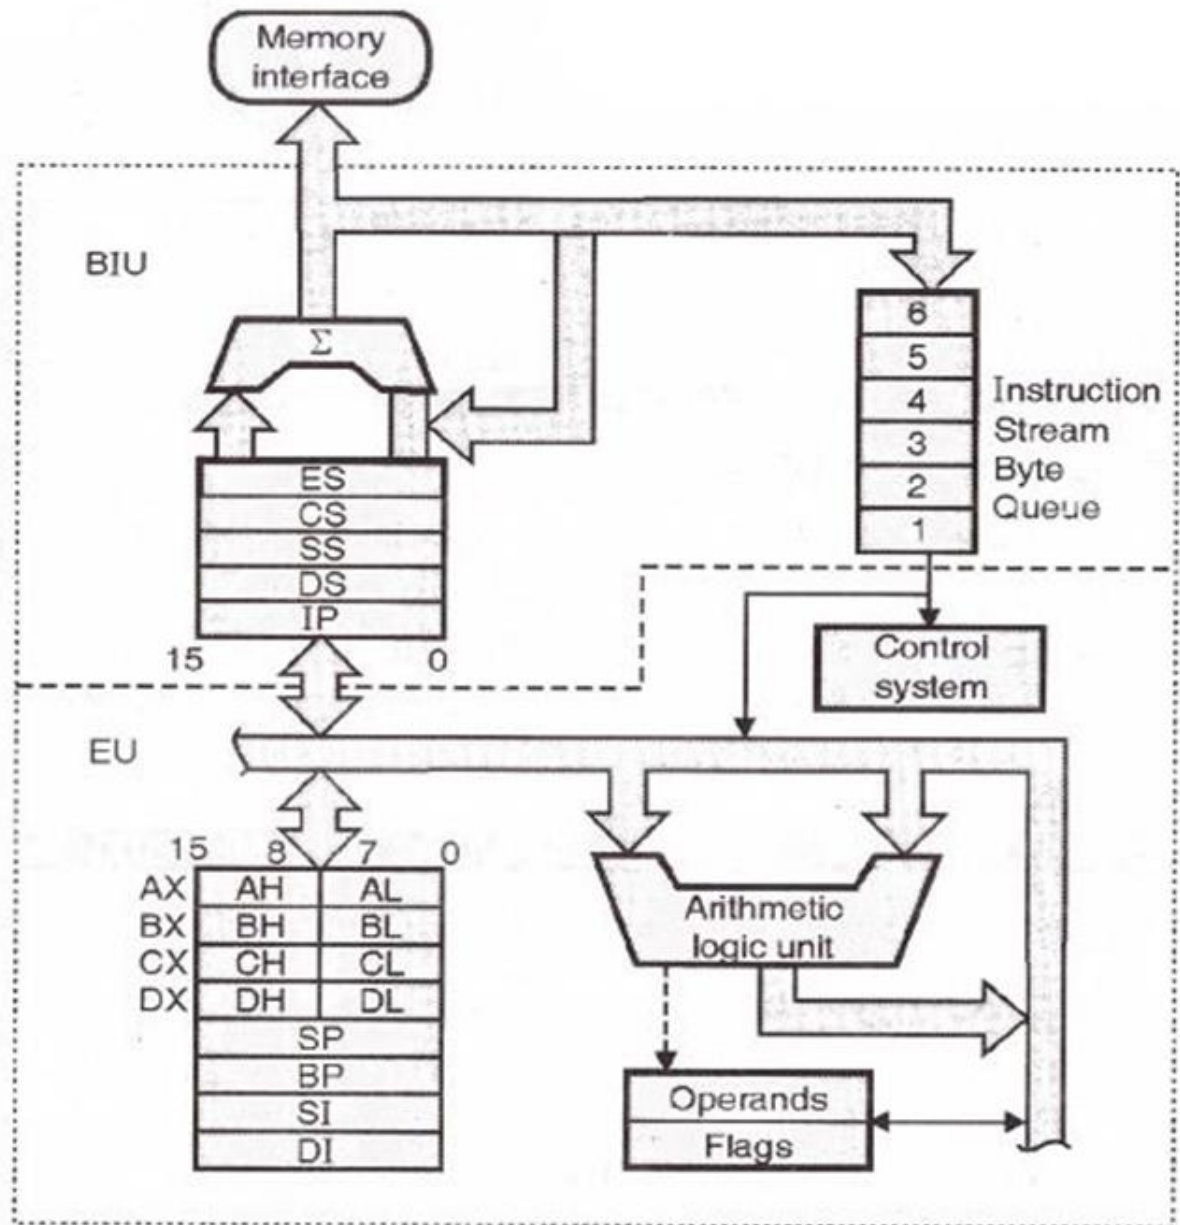 Memory
interface
BIU
Σ
6
5
4
3
2
1
Instruction
Stream
Byte
Queue
ES
CS
SS
DS
IP
15 0
Control
system
EU
15 8 7 0
AX AH AL
BX BH BL
CX CH CL
DX DH DL
SP
BP
SI
DI
Arithmetic
logic unit
Operands
Flags